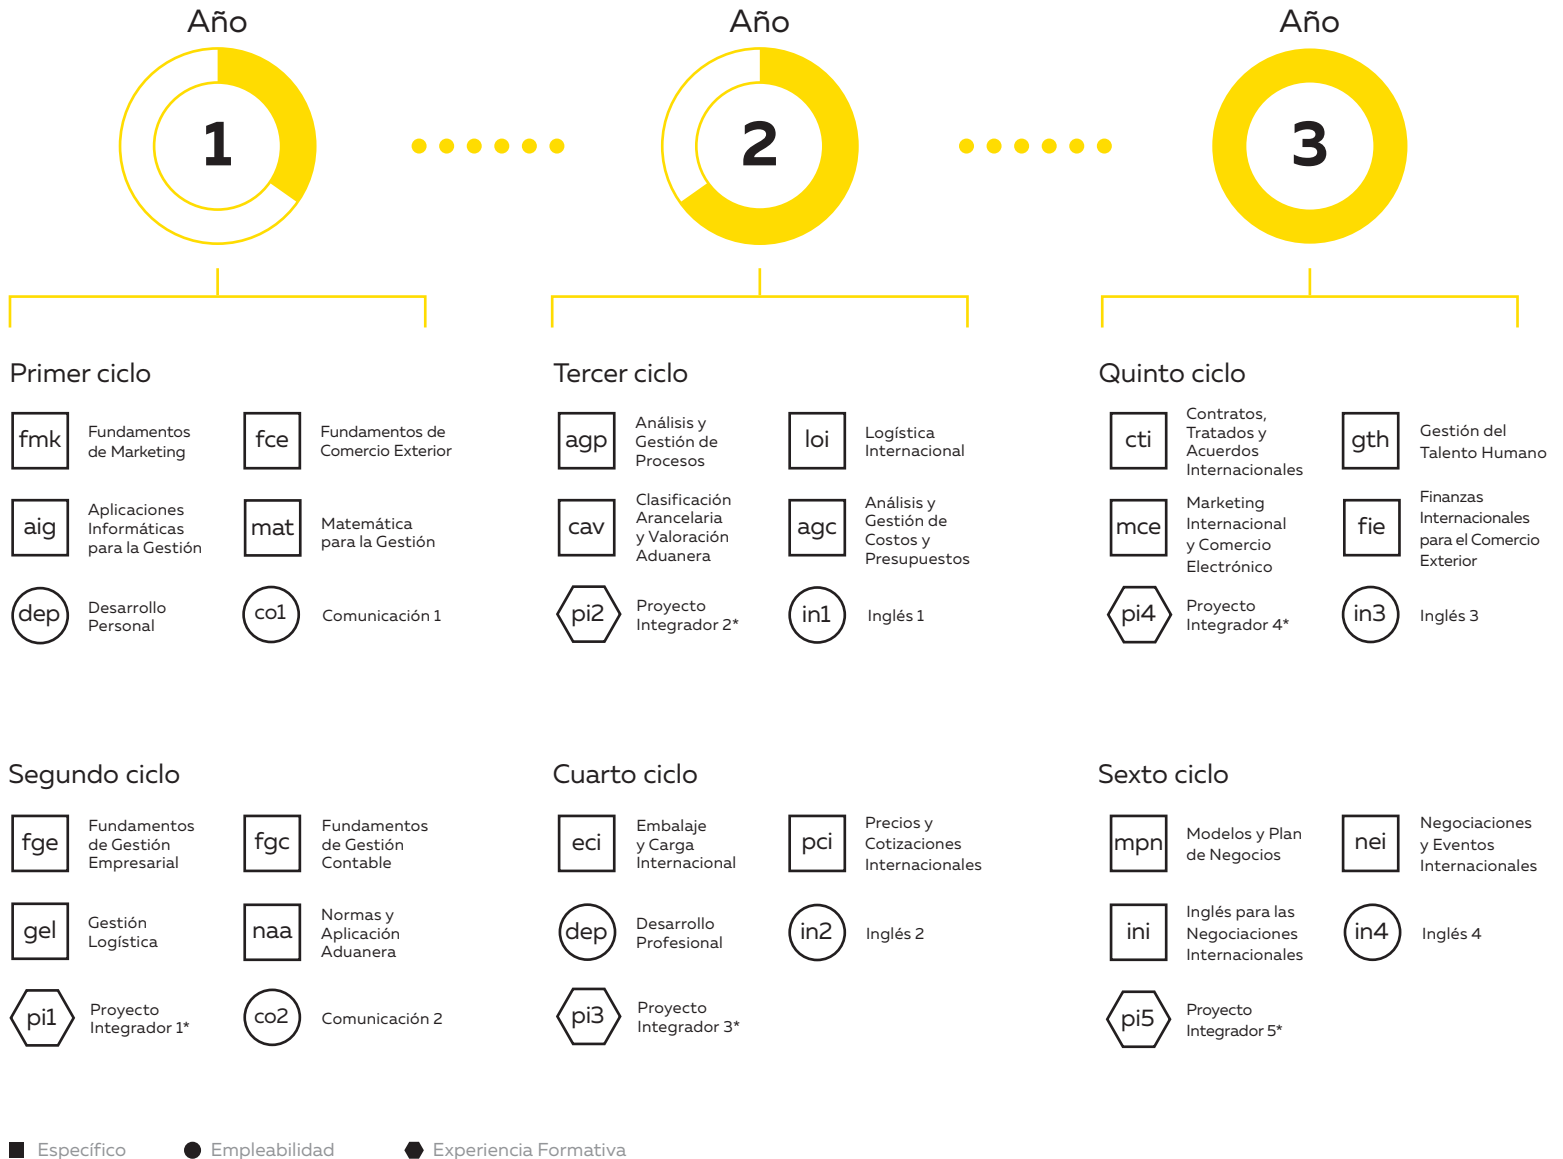 Año
Año
Año
1
2
3
Primer ciclo
fmk
Fundamentos
de Marketing
fce
Fundamentos de
Comercio Exterior
aig
Aplicaciones
Informáticas
para la Gestión
mat
Matemática
para la Gestión
dep
Desarrollo
Personal
co1
Comunicación 1
Segundo ciclo
fge
Fundamentos
de Gestión
Empresarial
fgc
Fundamentos
de Gestión
Contable
gel
Gestión
Logística
naa
Normas y
Aplicación
Aduanera
pi1
Proyecto
Integrador 1*
co2
Comunicación 2
Tercer ciclo
agp
Análisis y
Gestión de
Procesos
loi
Logística
Internacional
cav
Clasificación
Arancelaria
y Valoración
Aduanera
agc
Análisis y
Gestión de
Costos y
Presupuestos
pi2
Proyecto
Integrador 2*
in1
Inglés 1
Cuarto ciclo
eci
Embalaje
y Carga
Internacional
pci
Precios y
Cotizaciones
Internacionales
dep
Desarrollo
Profesional
in2
Inglés 2
pi3
Proyecto
Integrador 3*
Quinto ciclo
cti
Contratos,
Tratados y
Acuerdos
Internacionales
gth
Gestión del
Talento Humano
mce
Marketing
Internacional
y Comercio
Electrónico
fie
Finanzas
Internacionales
para el Comercio
Exterior
pi4
Proyecto
Integrador 4*
in3
Inglés 3
Sexto ciclo
mpn
Modelos y Plan
de Negocios
nei
Negociaciones
y Eventos
Internacionales
ini
Inglés para las
Negociaciones
Internacionales
in4
Inglés 4
pi5
Proyecto
Integrador 5*
Específico
Empleabilidad
Experiencia Formativa